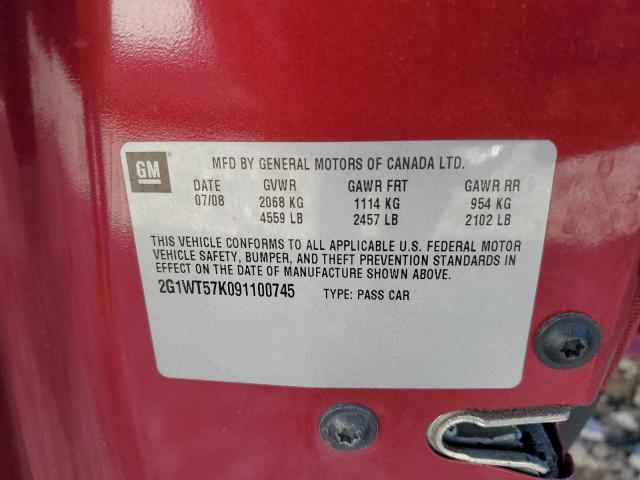 GM MFD BY GENERAL MOTORS OF CANADA LTD.
DATE GVWR GAWR FRT GAWR RR
07/08 2068 KG 1114 KG 954 KG
4559 LB 2457 LB 2102 LB
THIS VEHICLE CONFORMS TO ALL APPLICABLE U.S. FEDERAL MOTOR
VEHICLE SAFETY, BUMPER, AND THEFT PREVENTION STANDARDS IN
EFFECT ON THE DATE OF MANUFACTURE SHOWN ABOVE.
2G1WT57K091100745 TYPE: PASS CAR